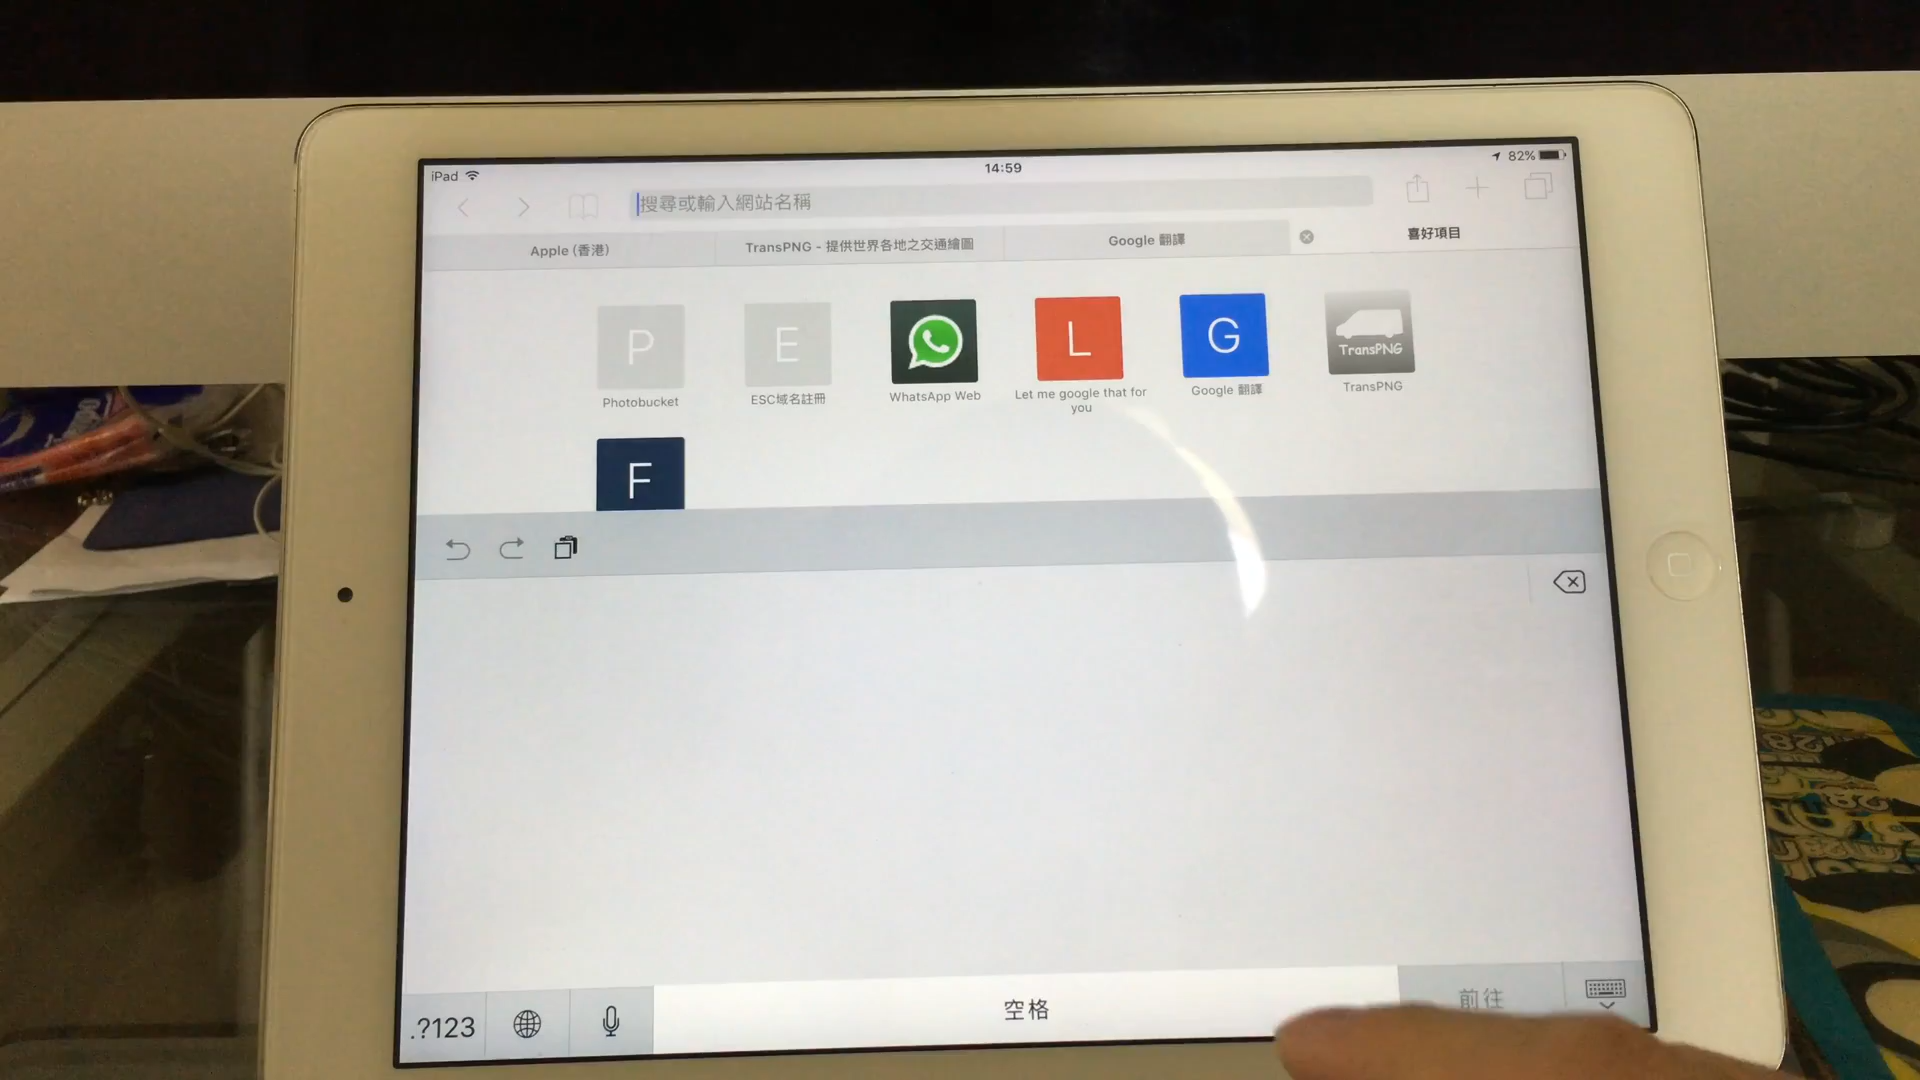 iPad
14:59
82%
搜尋或輸入網站名稱
Apple (香港)
TransPNG - 提供世界各地之交通繪圖
Google 翻譯
喜好項目
P
E
L
G
TransPNG
Photobucket
ESC域名註冊
WhatsApp Web
Let me google that for
you
Google 翻譯
TransPNG
F
.?123
空格
前往